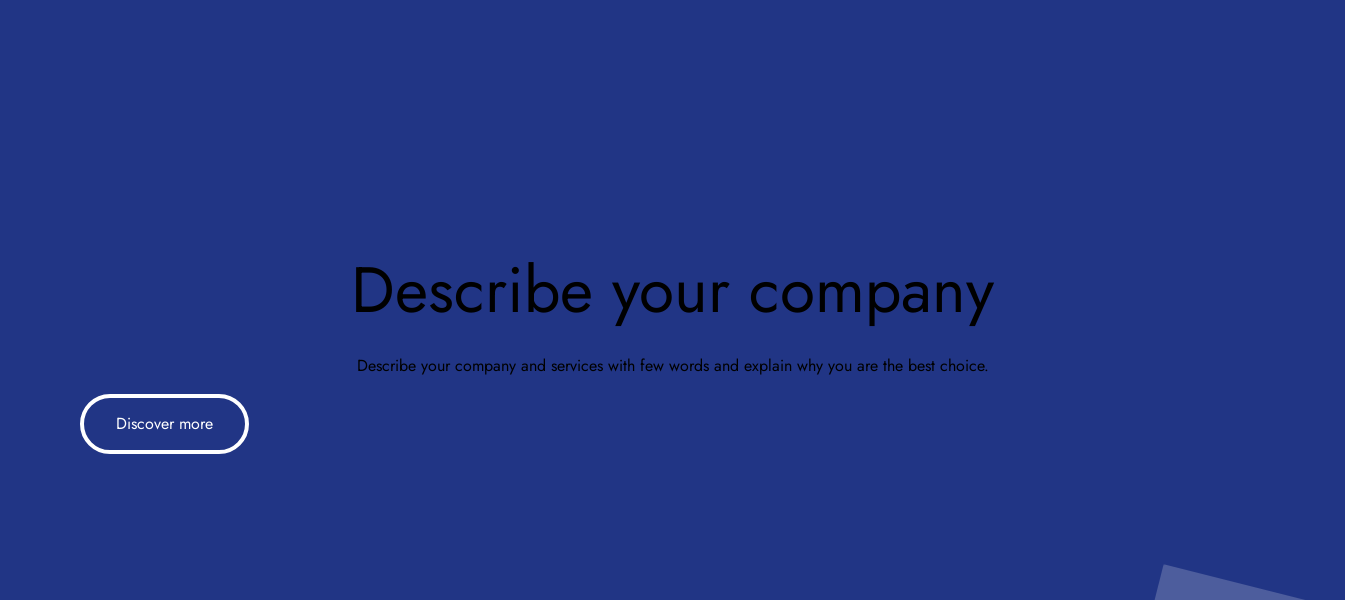 Describe your company
Describe your company and services with few words and explain why you are the best choice.
Discover more